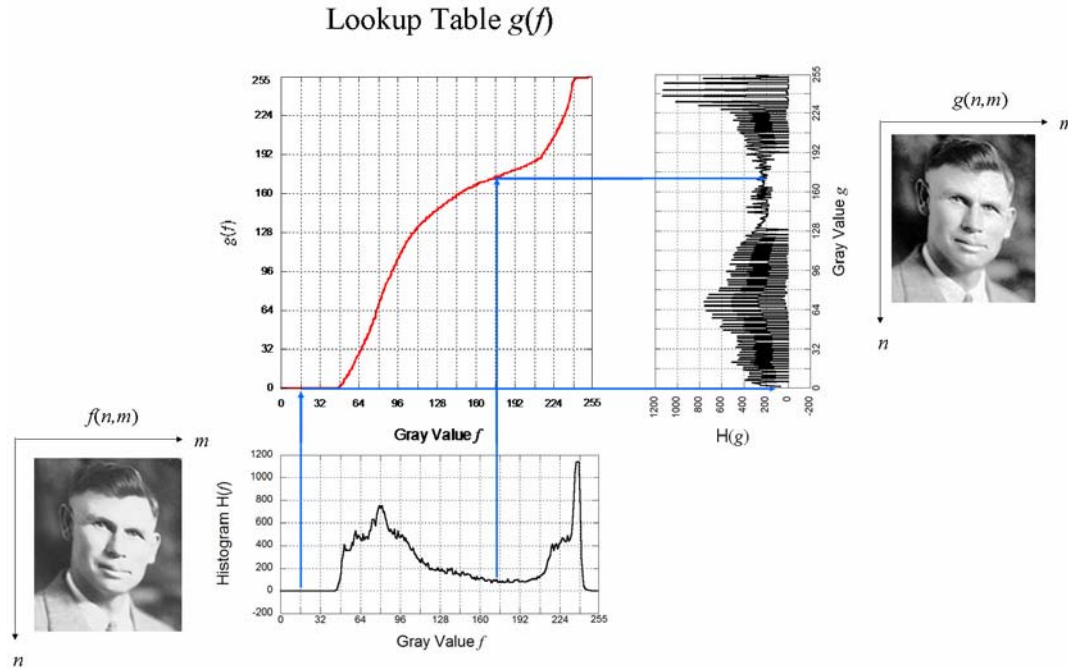 Lookup Table g(f)
255
224
192
160
128
96
64
32
0
g(f)
0 32 64 96 128 160 192 224 255
Gray Value f
255
224
192
160
128
96
64
32
0
Gray Value g
1200 1000 800 600 400 200 0 -200
H(g)
g(n,m)
m
n
f(n,m)
m
n
1200
1000
800
600
400
200
0
-200
Histogram H(f)
0 32 64 96 128 160 192 224 255
Gray Value f